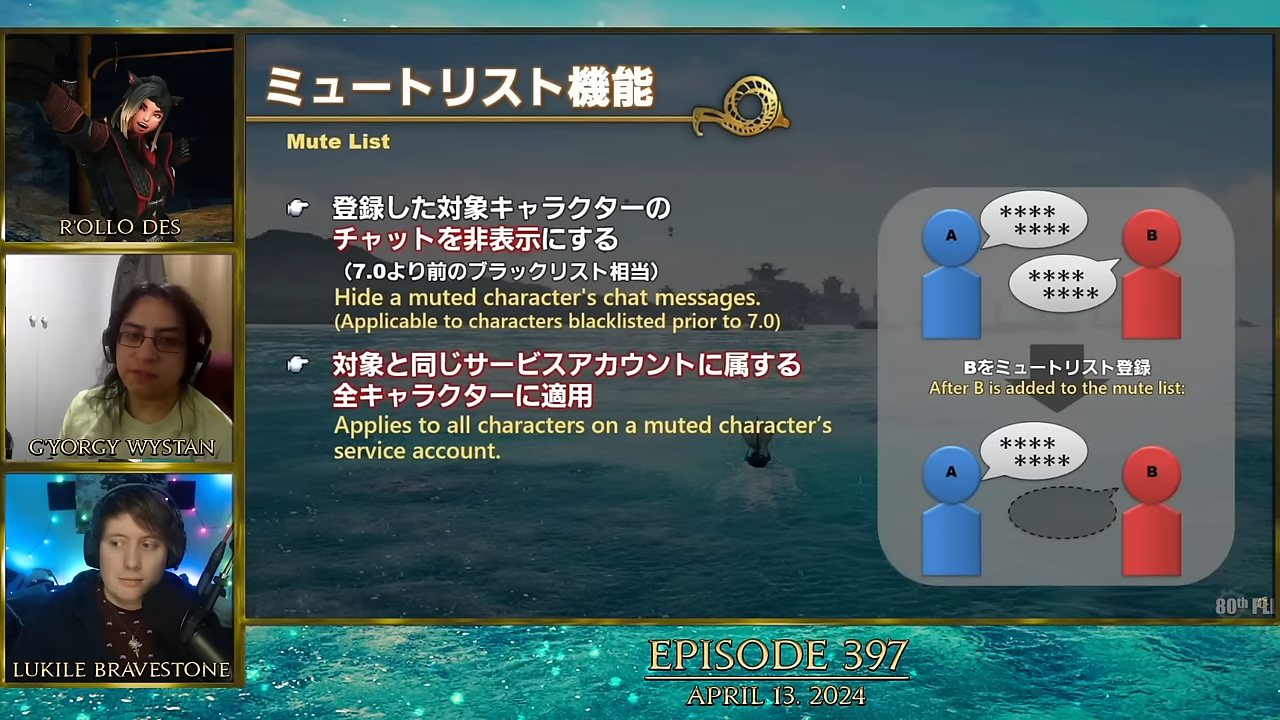 R'OLLO DES
G'YORGY WYSTAN
LUKILE BRAVESTONE
ミュートリスト機能
Mute List
登録した対象キャラクターの
チャットを非表示にする
（7.0より前のブラックリスト相当）
Hide a muted character's chat messages.
(Applicable to characters blacklisted prior to 7.0)
対象と同じサービスアカウントに属する
全キャラクターに適用
Applies to all characters on a muted character's
service account.
A
****
****
B
****
****
Bをミュートリスト登録
After B is added to the mute list:
A
****
****
B
80th
EPISODE 397
APRIL 13. 2024